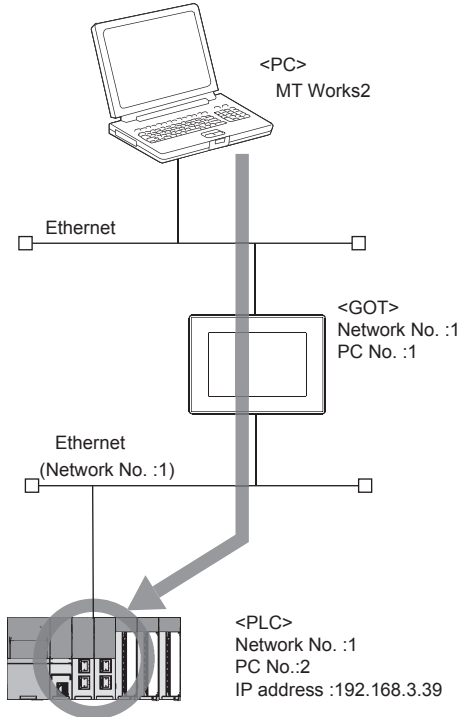 <PC>
MT Works2
Ethernet
<GOT>
Network No. :1
PC No. :1
Ethernet
(Network No. :1)
<PLC>
Network No. :1
PC No.:2
IP address :192.168.3.39